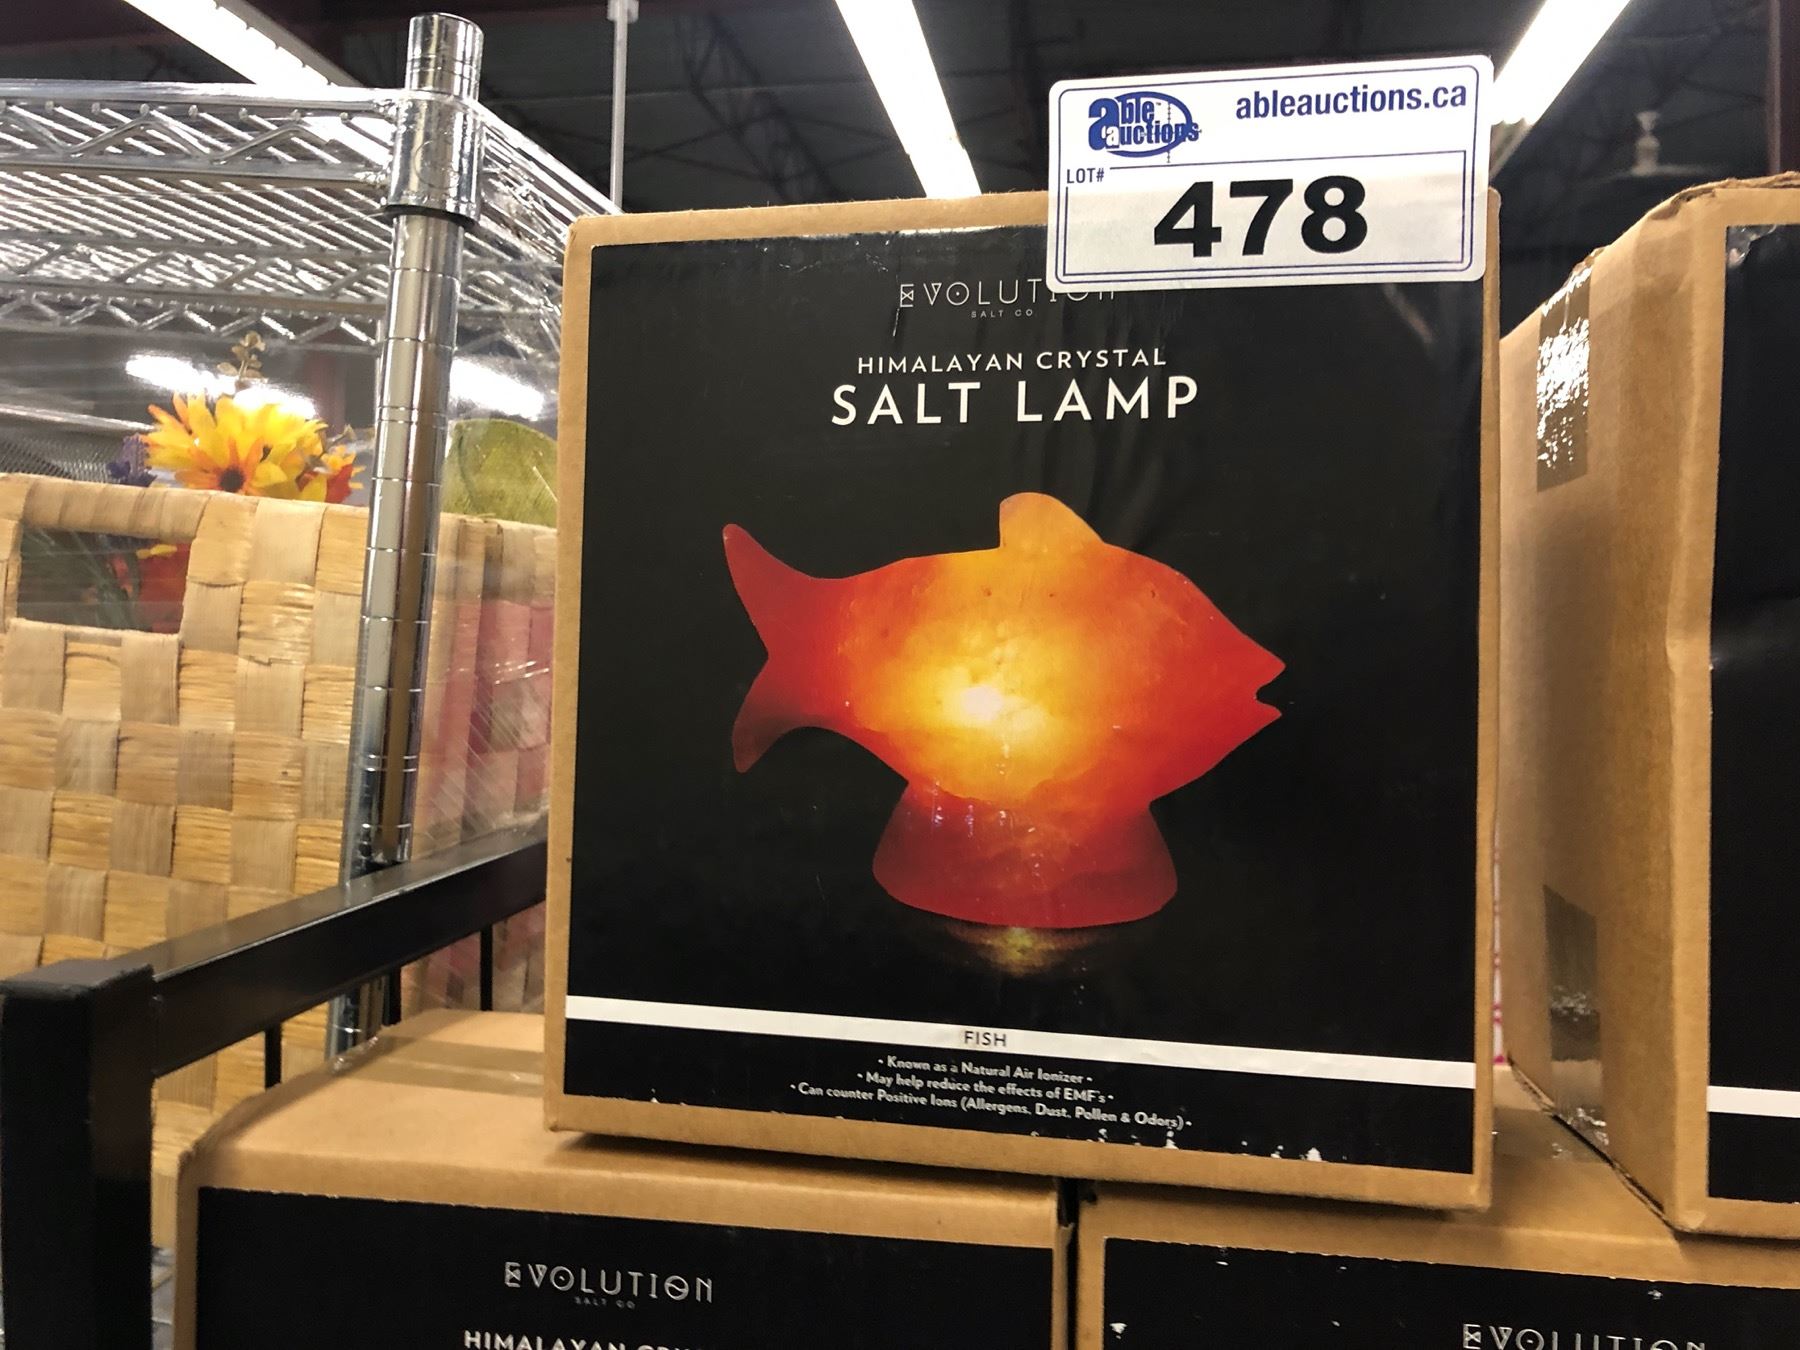 able auctions
ableauctions.ca
LOT#
478
EVOLUTION
SALT CO
HIMALAYAN CRYSTAL
SALT LAMP
FISH
• Known as a Natural Air Ionizer •
• May help reduce the effects of EMF's •
• Can counter Positive Ions (Allergens, Dust, Pollen & Odors) •
EVOLUTION
SALT CO
HIMALAYAN
EVOLUTION